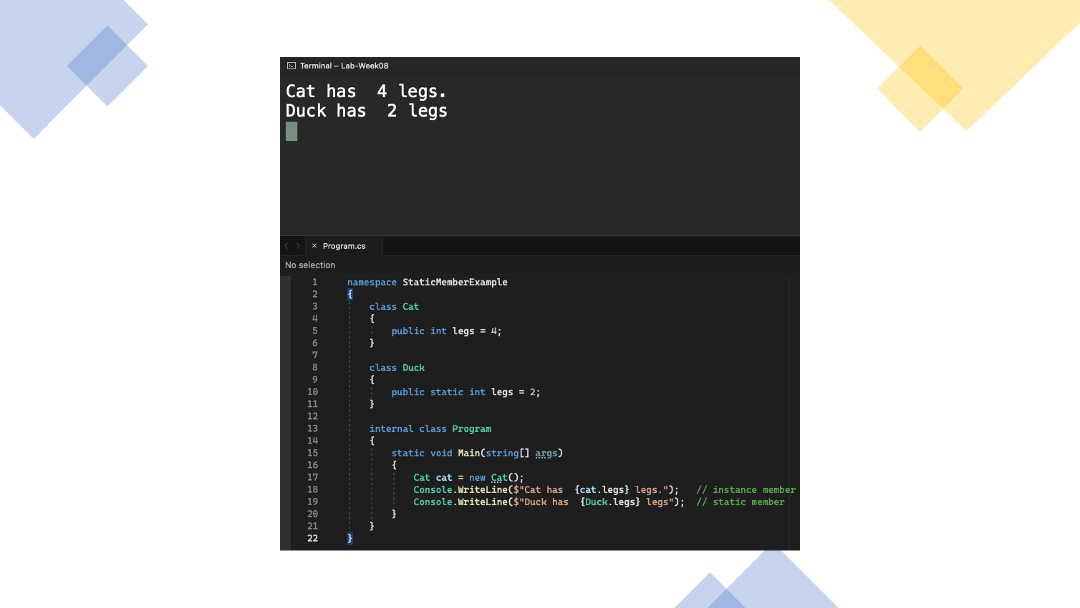 Terminal – Lab-Week08
Cat has  4 legs.
Duck has  2 legs
Program.cs
No selection
1 namespace StaticMemberExample
2 {
3     class Cat
4     {
5         public int legs = 4;
6     }
7
8     class Duck
9     {
10         public static int legs = 2;
11     }
12
13     internal class Program
14     {
15         static void Main(string[] args)
16         {
17             Cat cat = new Cat();
18             Console.WriteLine($"Cat has  {cat.legs} legs.");   // instance member
19             Console.WriteLine($"Duck has  {Duck.legs} legs");  // static member
20         }
21     }
22 }